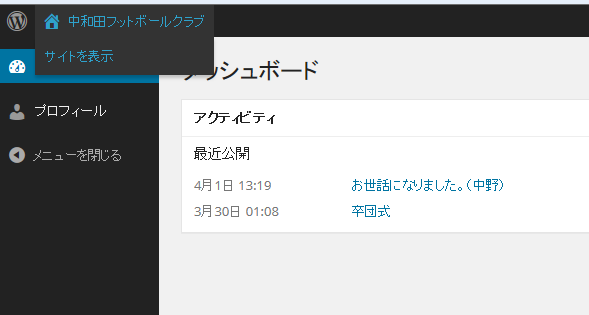 中和田フットボールクラブ
サイトを表示
ダッシュボード
プロフィール
メニューを閉じる
アクティビティ
最近公開
4月1日 13:19 お世話になりました。（中野）
3月30日 01:08 卒団式